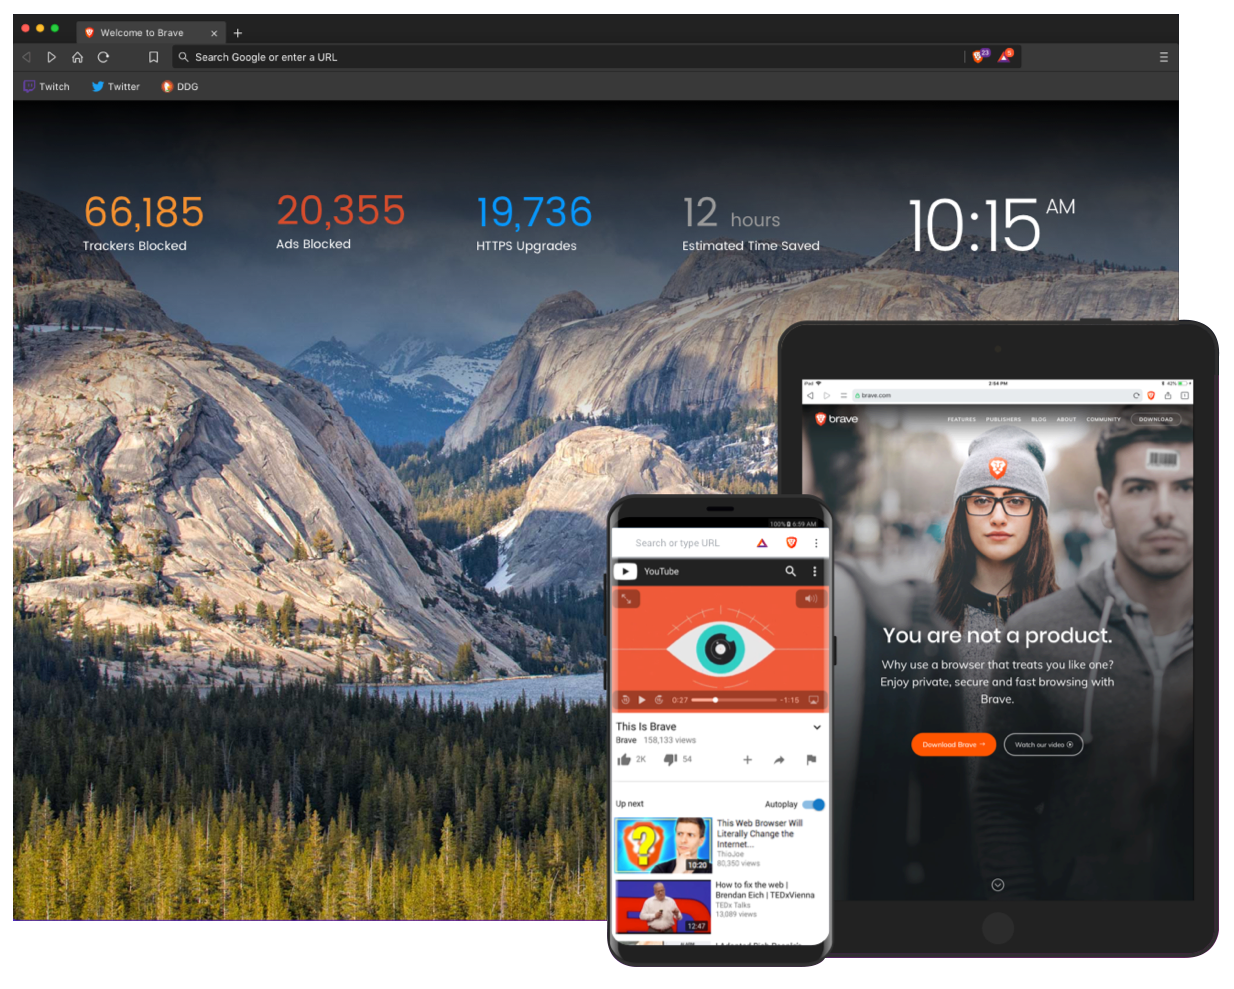 Welcome to Brave
Search Google or enter a URL
23
Twitch
Twitter
DDG
66,185
Trackers Blocked
20,355
Ads Blocked
19,736
HTTPS Upgrades
12 hours
Estimated Time Saved
10:15 AM
iPad
2:54 PM
42%
brave.com
brave
FEATURES
PUBLISHERS
BLOG
ABOUT
COMMUNITY
DOWNLOAD
You are not a product.
Why use a browser that treats you like one?
Enjoy private, secure and fast browsing with
Brave.
Download Brave →
Watch our video
100% 6:59 AM
Search or type URL
YouTube
0:27
-1:15
This Is Brave
Brave 158,133 views
2K
54
Up next
Autoplay
10:20
This Web Browser Will
Literally Change the
Internet...
ThioJoe
80,350 views
12:47
How to fix the web |
Brendan Eich | TEDxVienna
TEDx Talks
13,089 views